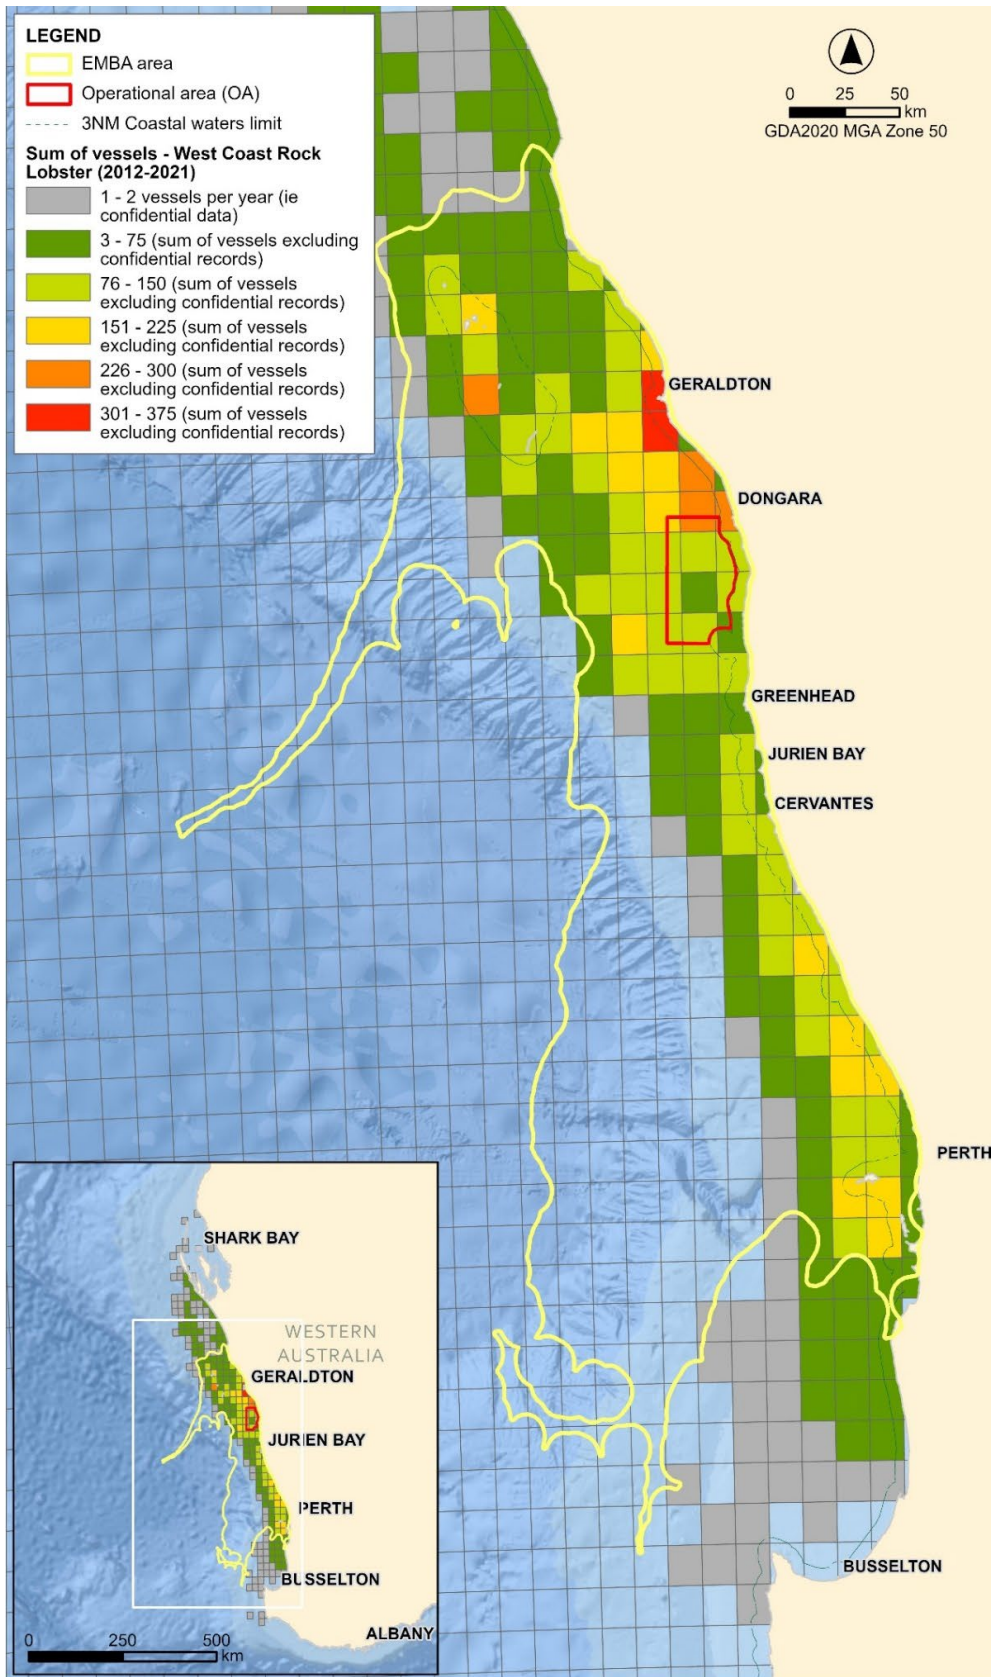 LEGEND
EMBA area
Operational area (OA)
3NM Coastal waters limit
Sum of vessels - West Coast Rock
Lobster (2012-2021)
1 - 2 vessels per year (ie
confidential data)
3 - 75 (sum of vessels excluding
confidential records)
76 - 150 (sum of vessels
excluding confidential records)
151 - 225 (sum of vessels
excluding confidential records)
226 - 300 (sum of vessels
excluding confidential records)
301 - 375 (sum of vessels
excluding confidential records)
0 25 50
km
GDA2020 MGA Zone 50
GERALDTON
DONGARA
GREENHEAD
JURIEN BAY
CERVANTES
PERTH
BUSSELTON
SHARK BAY
WESTERN
AUSTRALIA
GERALDTON
JURIEN BAY
PERTH
BUSSELTON
ALBANY
0 250 500
km